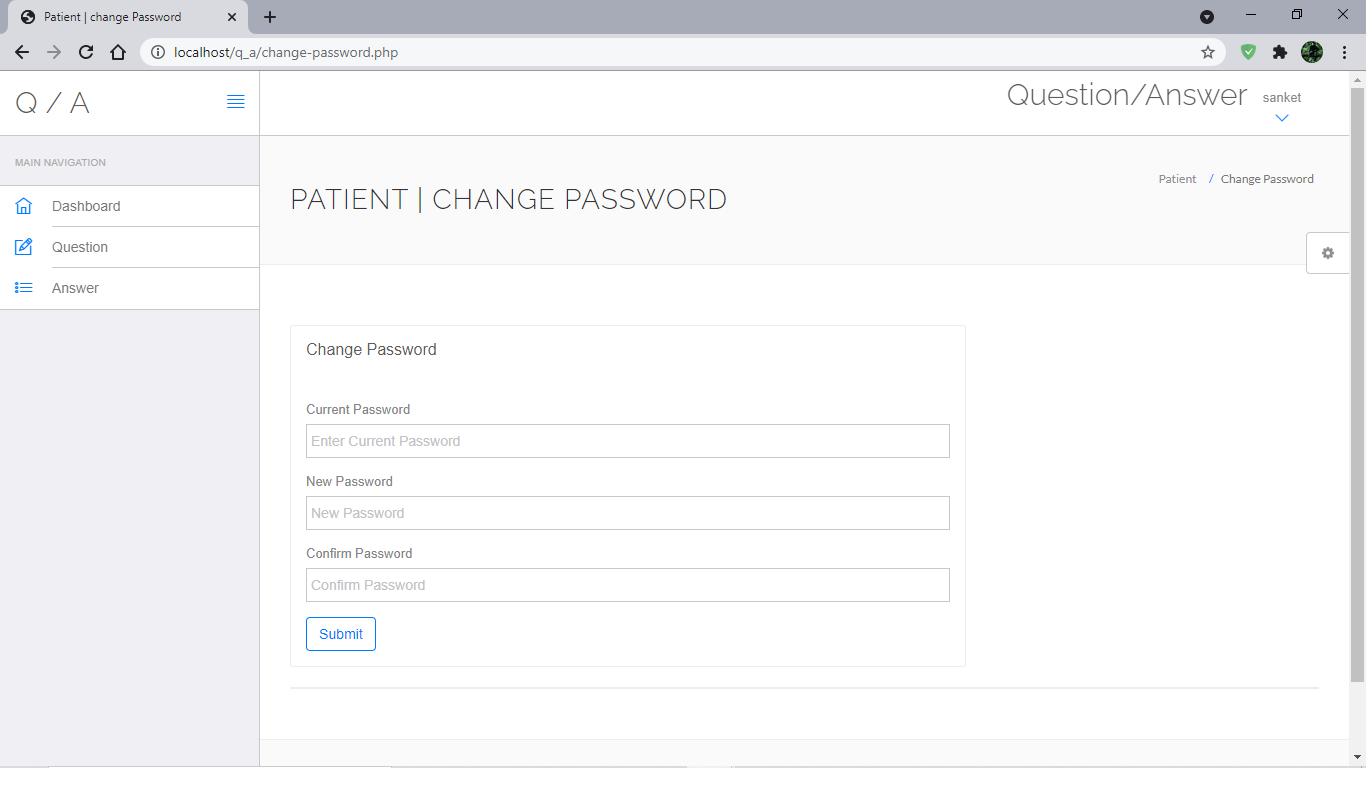 Patient | change Password
localhost/q_a/change-password.php
Q / A
Question/Answer
sanket
MAIN NAVIGATION
Dashboard
Question
Answer
PATIENT | CHANGE PASSWORD
Patient / Change Password
Change Password
Current Password
Enter Current Password
New Password
New Password
Confirm Password
Confirm Password
Submit